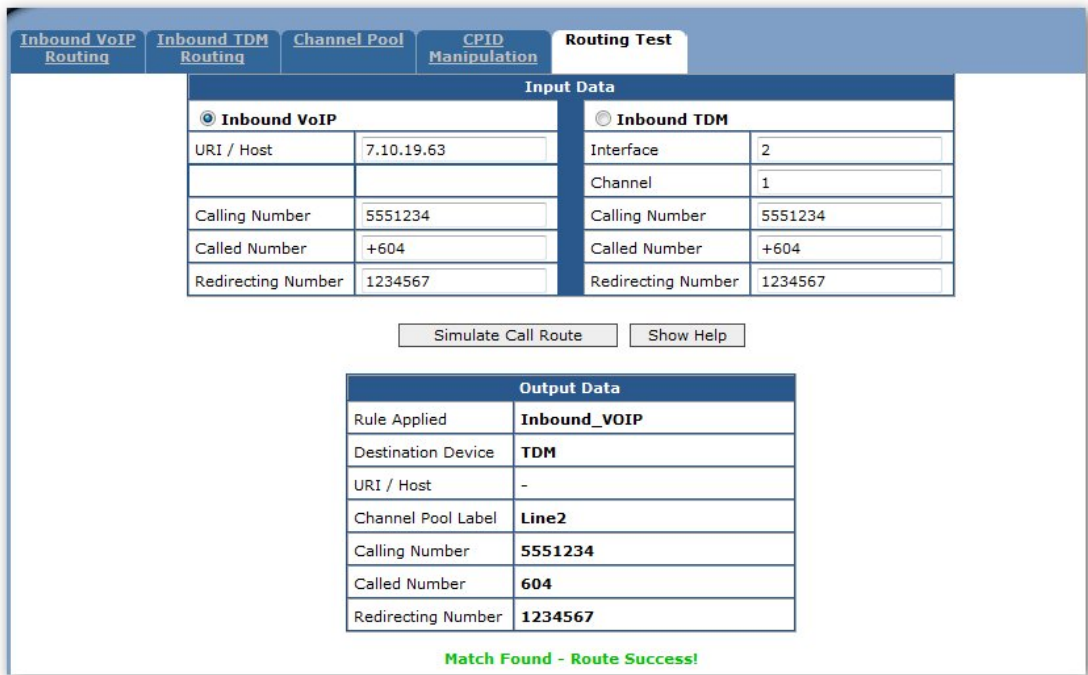 Inbound VoIP Routing
Inbound TDM Routing
Channel Pool
CPID Manipulation
Routing Test
Input Data
Inbound VoIP
Inbound TDM
URI / Host 7.10.19.63
Interface 2
Channel 1
Calling Number 5551234
Calling Number 5551234
Called Number +604
Called Number +604
Redirecting Number 1234567
Redirecting Number 1234567
Simulate Call Route
Show Help
Output Data
Rule Applied Inbound_VOIP
Destination Device TDM
URI / Host -
Channel Pool Label Line2
Calling Number 5551234
Called Number 604
Redirecting Number 1234567
Match Found - Route Success!